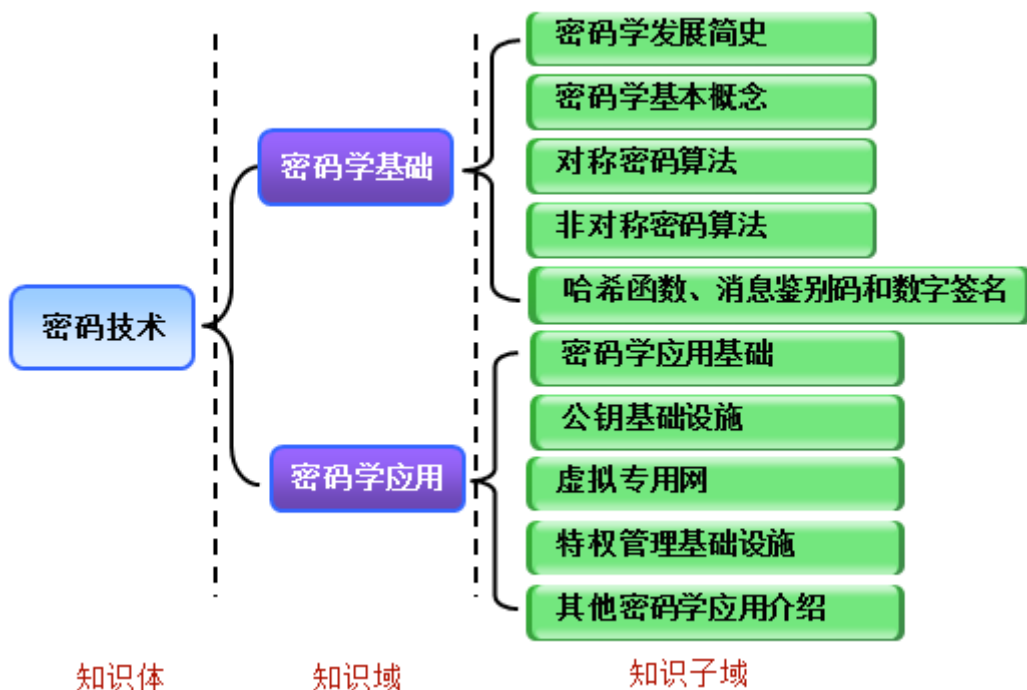 密码学发展简史
密码学基本概念
密码学基础
对称密码算法
非对称密码算法
哈希函数、消息鉴别码和数字签名
密码技术
密码学应用基础
公钥基础设施
密码学应用
虚拟专用网
特权管理基础设施
其他密码学应用介绍
知识体
知识域
知识子域